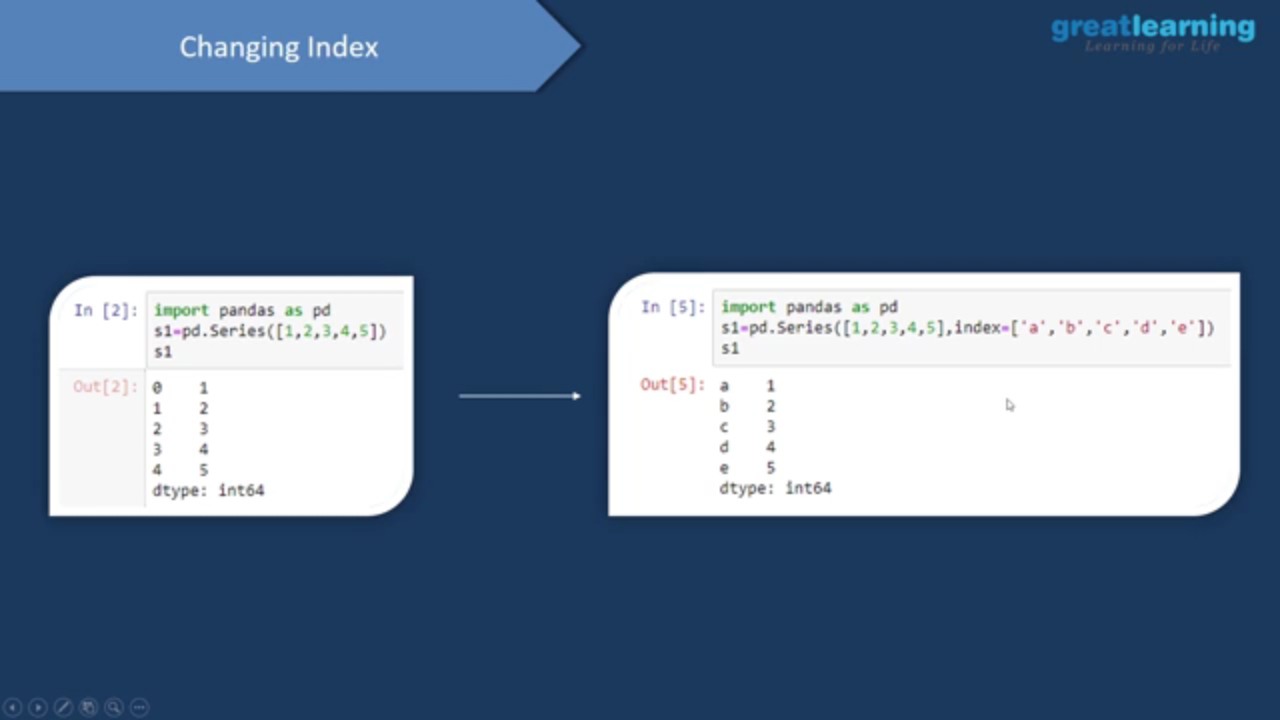 Changing Index
greatlearning
Learning for Life
In [2]: import pandas as pd
s1=pd.Series([1,2,3,4,5])
s1
Out[2]: 0 1
1 2
2 3
3 4
4 5
dtype: int64
In [5]: import pandas as pd
s1=pd.Series([1,2,3,4,5],index=['a','b','c','d','e'])
s1
Out[5]: a 1
b 2
c 3
d 4
e 5
dtype: int64